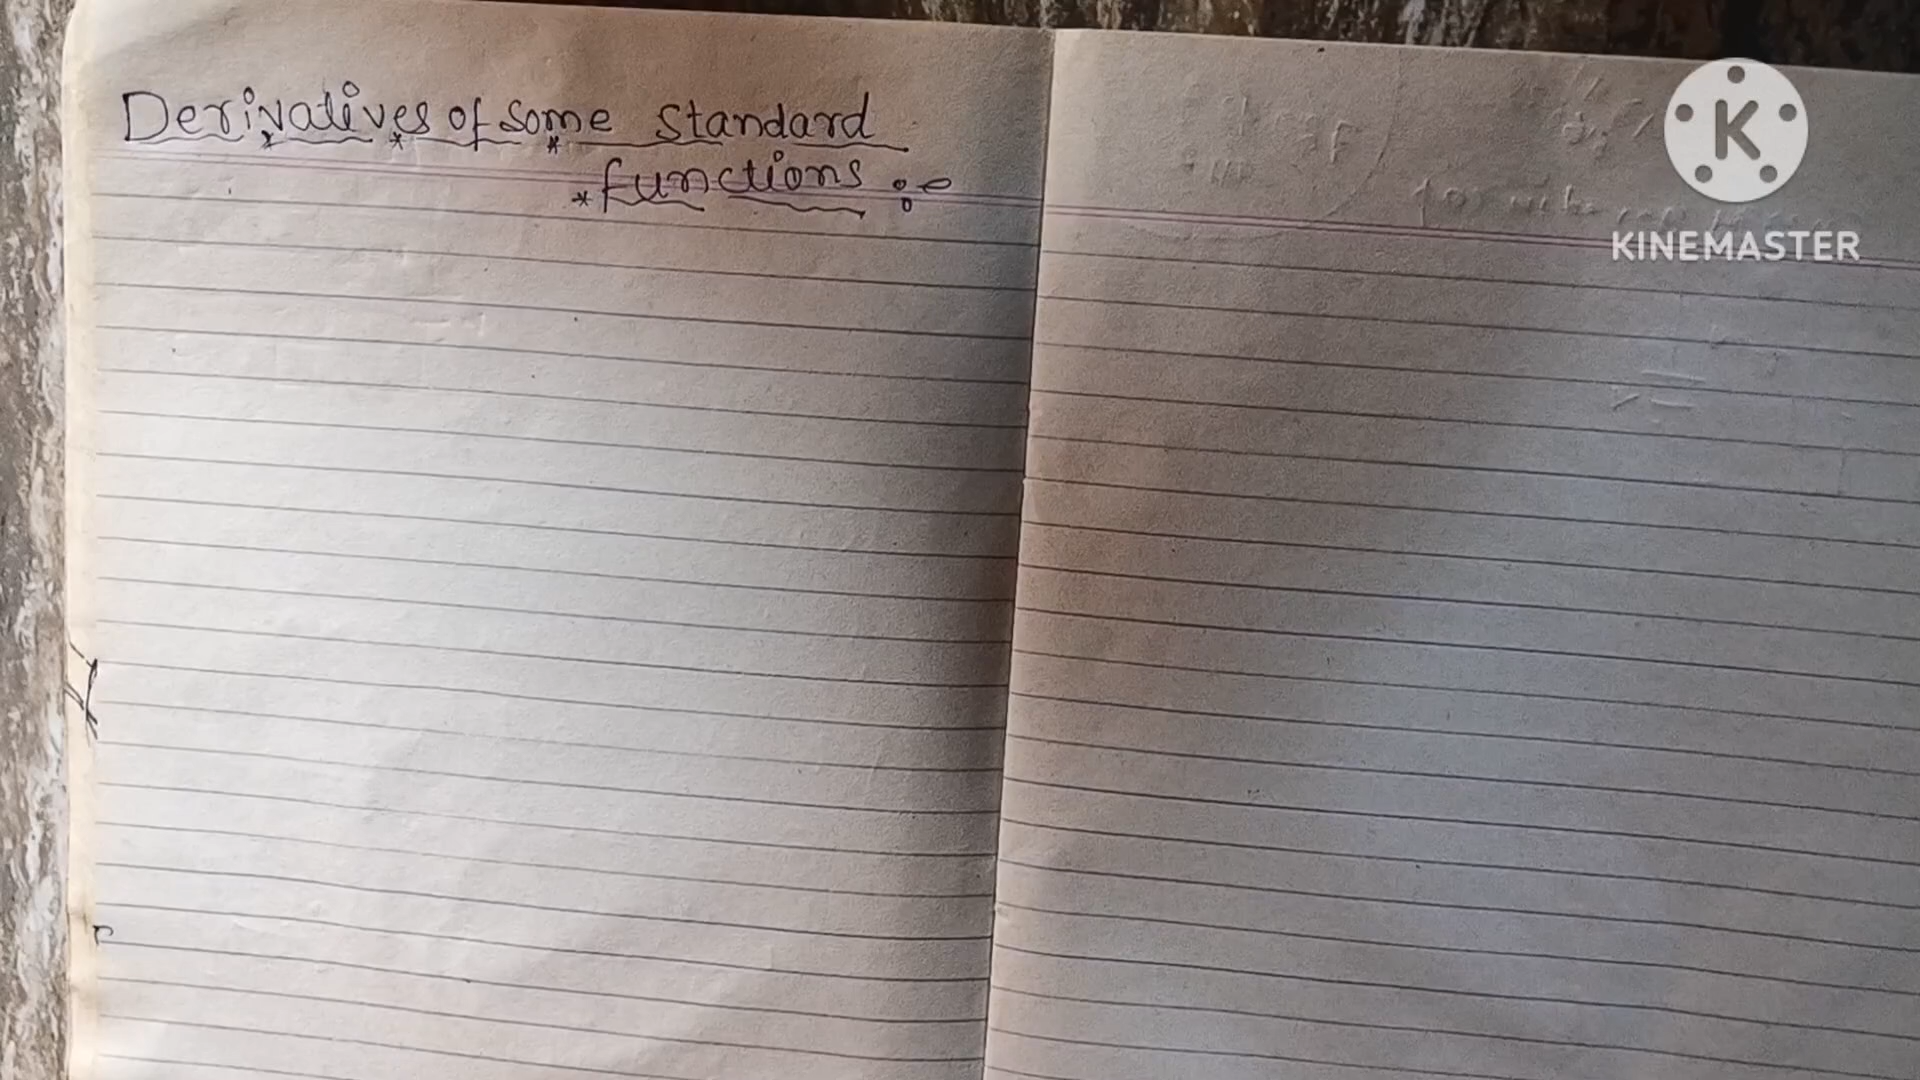 Derivatives of some standard
functions :-
K
KINEMASTER